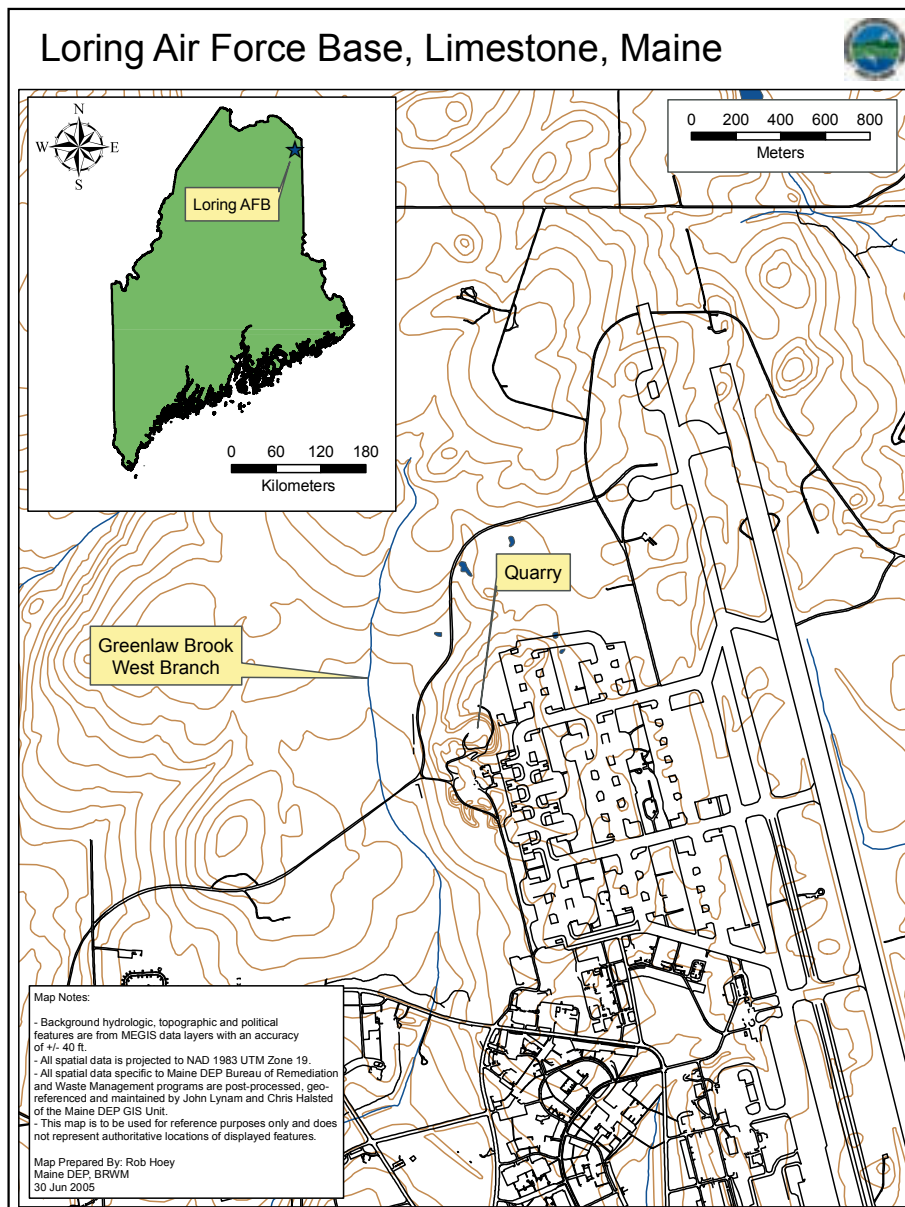 Loring Air Force Base, Limestone, Maine
N
W E
S
Loring AFB
0 60 120 180
Kilometers
0 200 400 600 800
Meters
Quarry
Greenlaw Brook
West Branch
Map Notes:
- Background hydrologic, topographic and political
features are from MEGIS data layers with an accuracy
of +/- 40 ft.
- All spatial data is projected to NAD 1983 UTM Zone 19.
- All spatial data specific to Maine DEP Bureau of Remediation
and Waste Management programs are post-processed, geo-
referenced and maintained by John Lynam and Chris Halsted
of the Maine DEP GIS Unit.
- This map is to be used for reference purposes only and does
not represent authoritative locations of displayed features.
Map Prepared By: Rob Hoey
Maine DEP, BRWM
30 Jun 2005